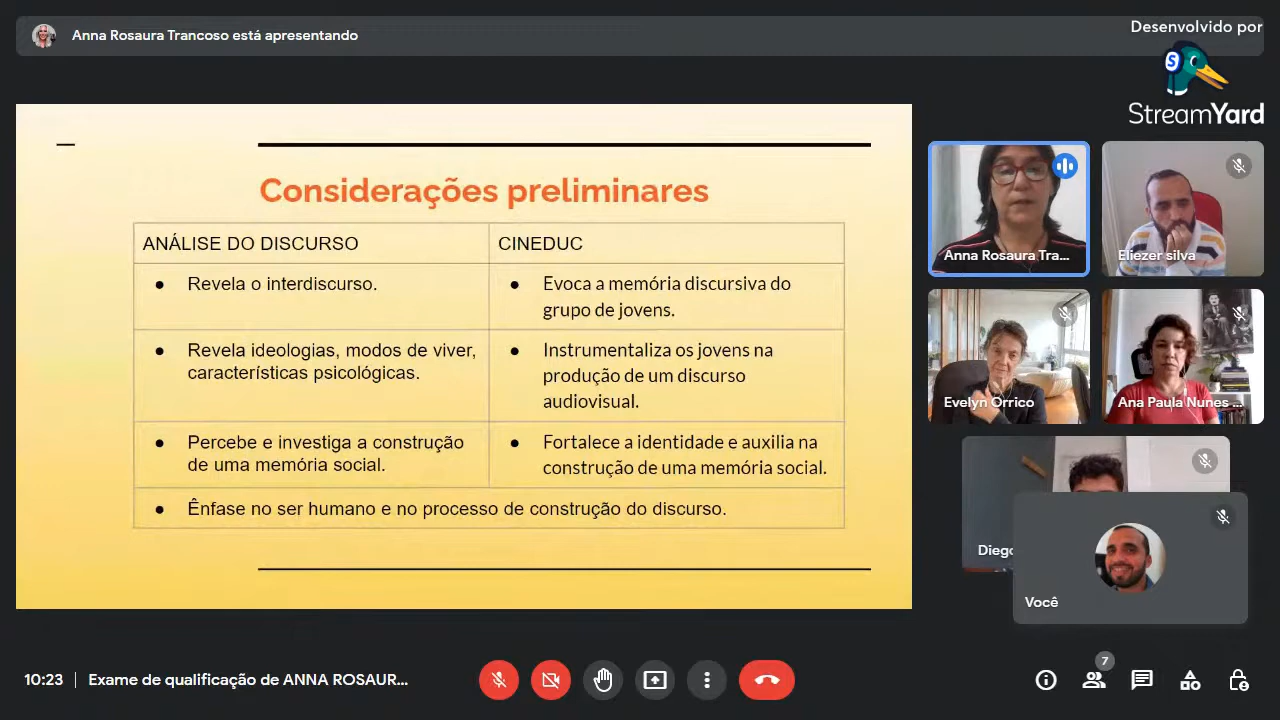 Anna Rosaura Trancoso está apresentando
Desenvolvido por
S
StreamYard
Considerações preliminares
ANÁLISE DO DISCURSO
CINEDUC
● Revela o interdiscurso.
● Evoca a memória discursiva do
grupo de jovens.
● Revela ideologias, modos de viver,
características psicológicas.
● Instrumentaliza os jovens na
produção de um discurso
audiovisual.
● Percebe e investiga a construção
de uma memória social.
● Fortalece a identidade e auxilia na
construção de uma memória social.
● Ênfase no ser humano e no processo de construção do discurso.
Anna Rosaura Tra...
Eliezer silva
Evelyn Orrico
Ana Paula Nunes ...
Diego
Você
10:23 | Exame de qualificação de ANNA ROSAUR...
7